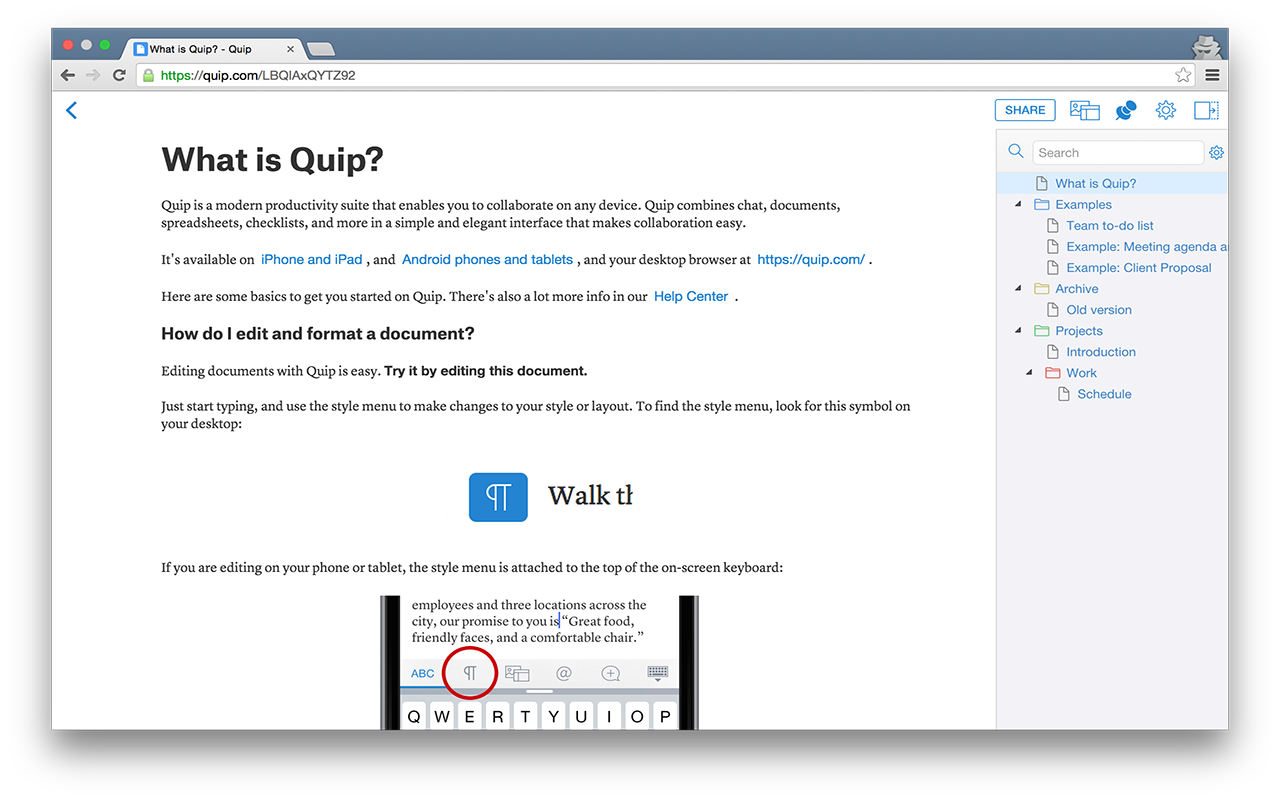 What is Quip? - Quip
https://quip.com/LBQIAxQYTZ92
SHARE
What is Quip?
Quip is a modern productivity suite that enables you to collaborate on any device. Quip combines chat, documents,
spreadsheets, checklists, and more in a simple and elegant interface that makes collaboration easy.
It's available on iPhone and iPad , and Android phones and tablets , and your desktop browser at https://quip.com/ .
Here are some basics to get you started on Quip. There's also a lot more info in our Help Center .
How do I edit and format a document?
Editing documents with Quip is easy. Try it by editing this document.
Just start typing, and use the style menu to make changes to your style or layout. To find the style menu, look for this symbol on
your desktop:
¶ Walk th
If you are editing on your phone or tablet, the style menu is attached to the top of the on-screen keyboard:
employees and three locations across the
city, our promise to you is “Great food,
friendly faces, and a comfortable chair.”
ABC ¶ @
Q W E R T Y U I O P
Search
What is Quip?
Examples
Team to-do list
Example: Meeting agenda a
Example: Client Proposal
Archive
Old version
Projects
Introduction
Work
Schedule